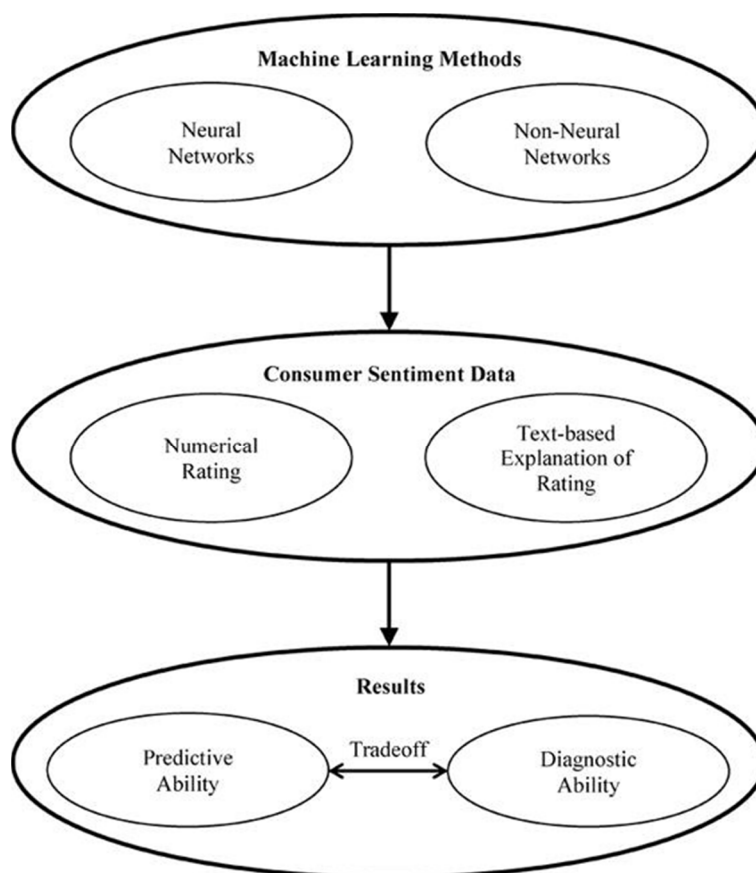 Machine Learning Methods
Neural
Networks
Non-Neural
Networks
Consumer Sentiment Data
Numerical
Rating
Text-based
Explanation of
Rating
Results
Predictive
Ability
Tradeoff
Diagnostic
Ability